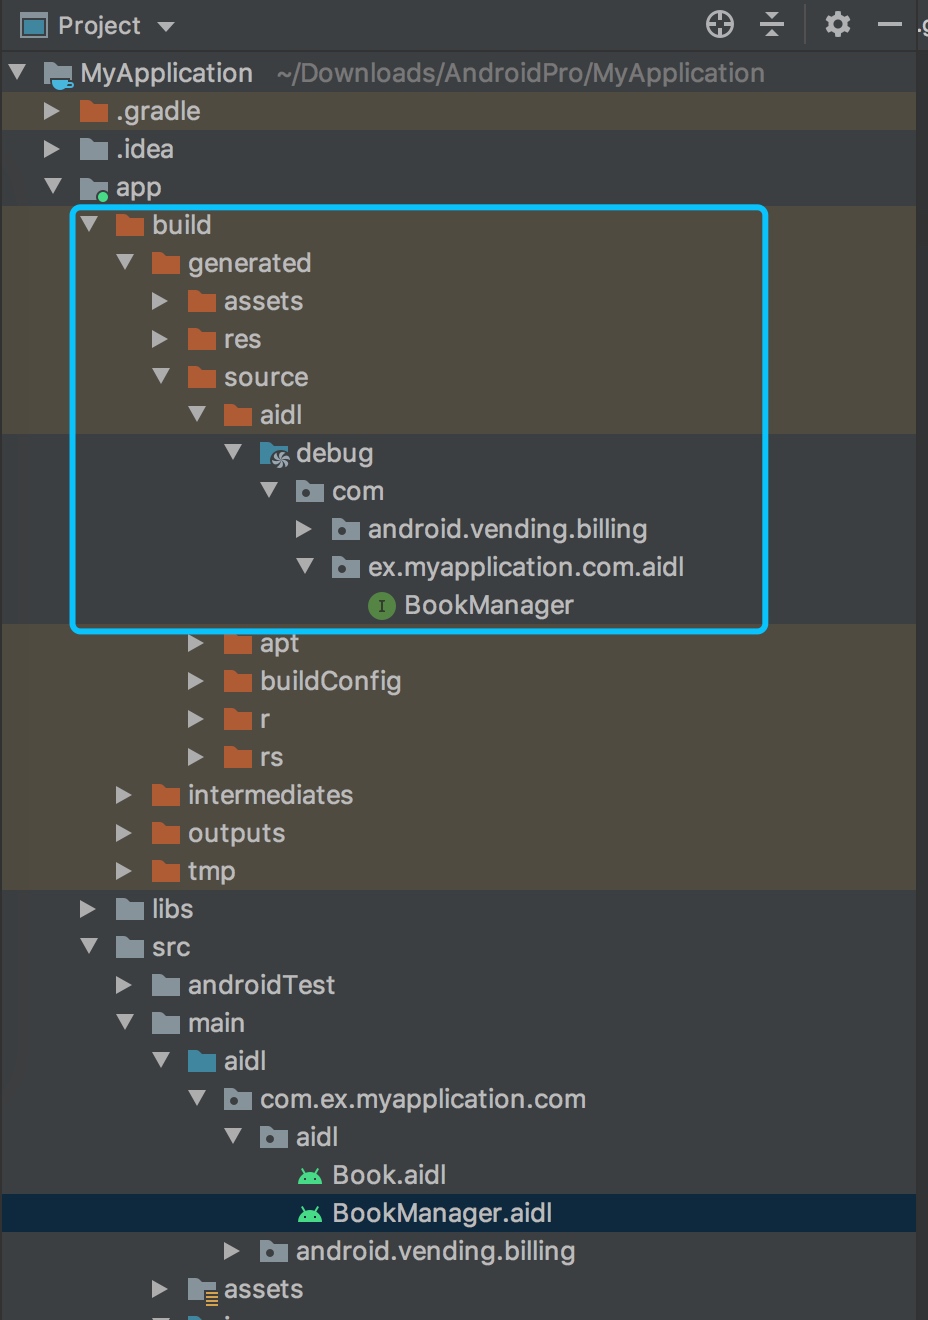 Project
MyApplication ~/Downloads/AndroidPro/MyApplication
.gradle
.idea
app
build
generated
assets
res
source
aidl
debug
com
android.vending.billing
ex.myapplication.com.aidl
I BookManager
apt
buildConfig
r
rs
intermediates
outputs
tmp
libs
src
androidTest
main
aidl
com.ex.myapplication.com
aidl
Book.aidl
BookManager.aidl
android.vending.billing
assets